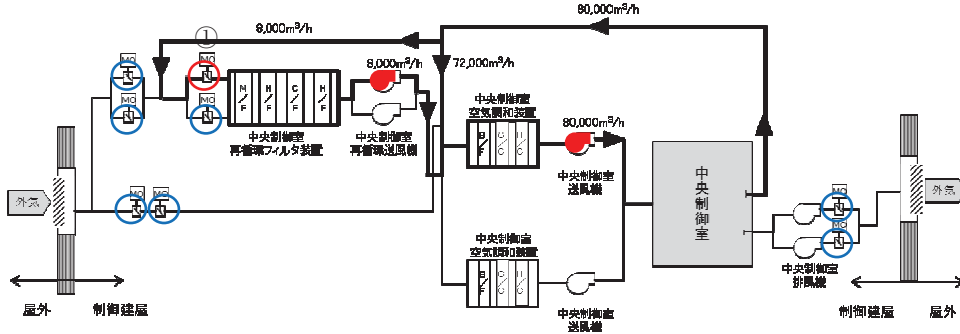 80,000m³/h
①
8,000m³/h
MO
MO
8,000m³/h
72,000m³/h
MO
MO
M/F
H/F
C/F
H/F
中央制御室
再循環フィルタ装置
中央制御室
再循環送風機
中央制御室
空気調和装置
80,000m³/h
B/F
C/C
H/C
中央制御室
送風機
中央制御室
外気
MO
MO
MO
MO
外気
中央制御室
空気調和装置
B/F
C/C
H/C
中央制御室
送風機
中央制御室
排風機
屋外
制御建屋
制御建屋
屋外